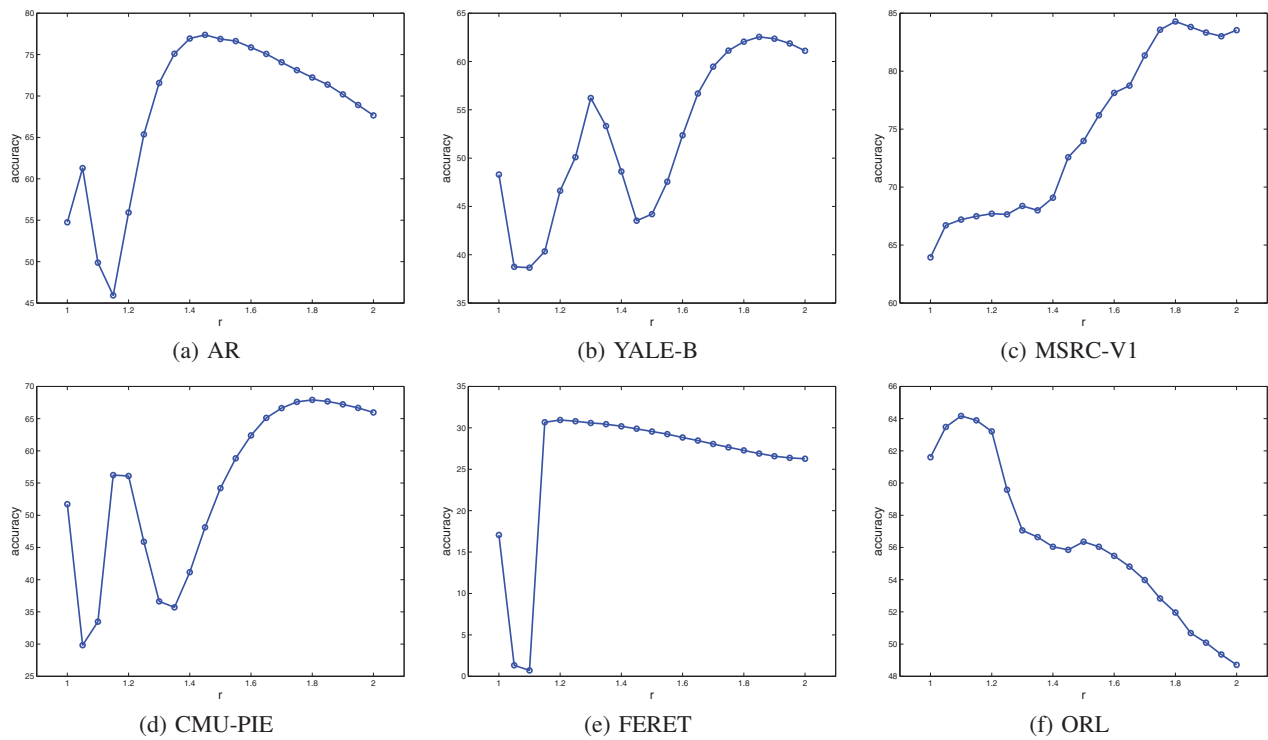 80
75
70
65
60
55
50
45
accuracy
1 1.2 1.4 1.6 1.8 2
r
(a) AR
65
60
55
50
45
40
35
accuracy
1 1.2 1.4 1.6 1.8 2
r
(b) YALE-B
85
80
75
70
65
60
accuracy
1 1.2 1.4 1.6 1.8 2
r
(c) MSRC-V1
70
65
60
55
50
45
40
35
30
25
accuracy
1 1.2 1.4 1.6 1.8 2
r
(d) CMU-PIE
35
30
25
20
15
10
5
0
accuracy
1 1.2 1.4 1.6 1.8 2
r
(e) FERET
66
64
62
60
58
56
54
52
50
48
accuracy
1 1.2 1.4 1.6 1.8 2
r
(f) ORL